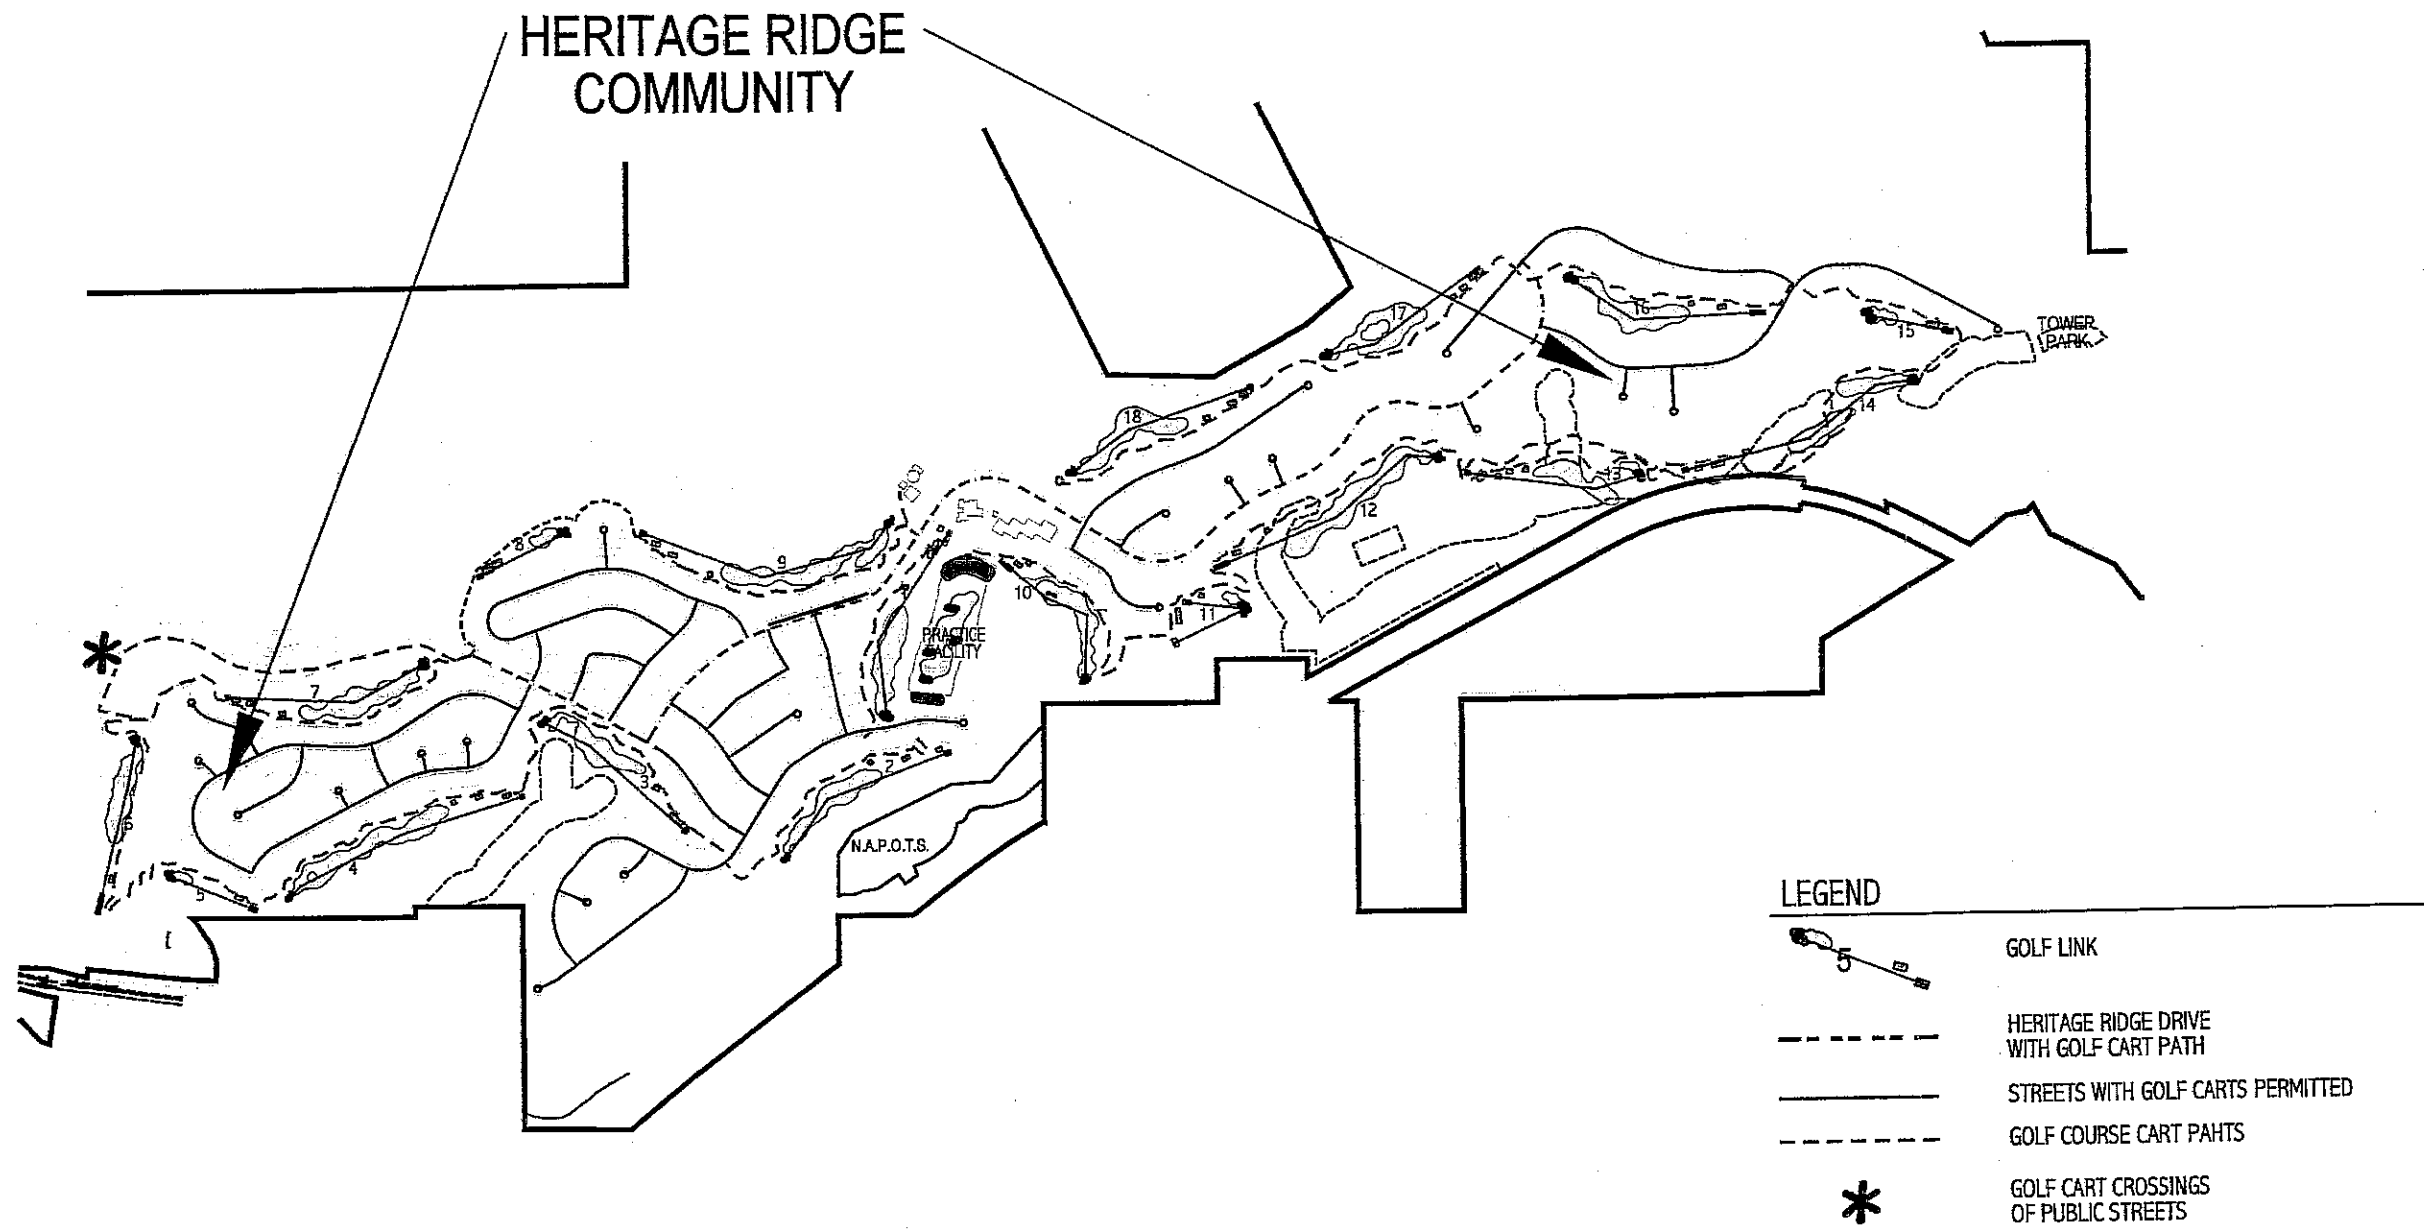 HERITAGE RIDGE
COMMUNITY
17
16
15
TOWER
PARK
18
14
13
12
8
9
10
11
PRACTICE
FACILITY
7
3
2
6
4
5
N.A.P.O.T.S.
LEGEND
5
GOLF LINK
HERITAGE RIDGE DRIVE
WITH GOLF CART PATH
STREETS WITH GOLF CARTS PERMITTED
GOLF COURSE CART PAHTS
GOLF CART CROSSINGS
OF PUBLIC STREETS